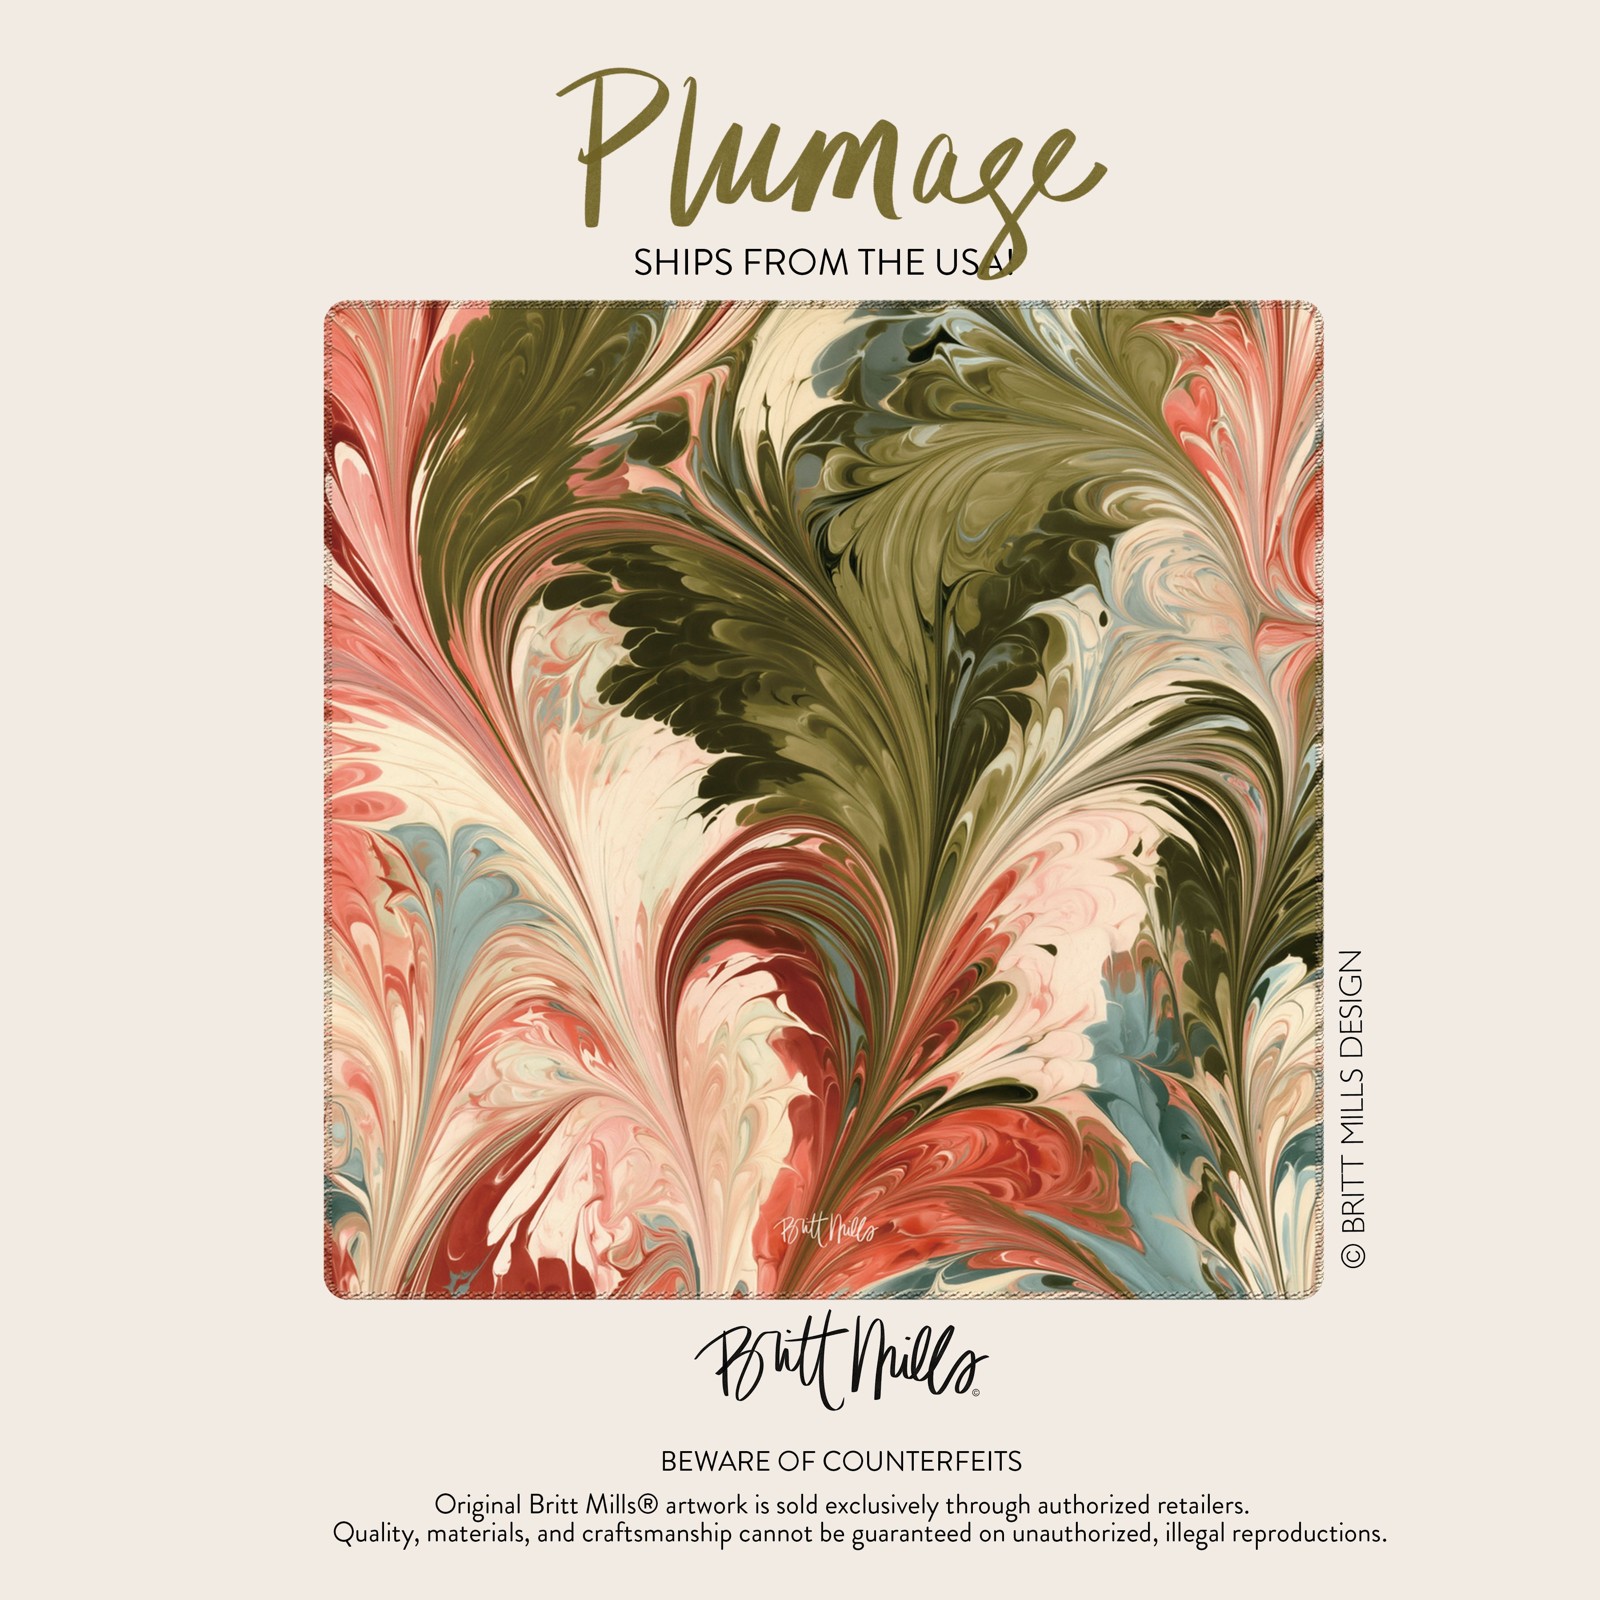 Plumage
SHIPS FROM THE USA!
© BRITT MILLS DESIGN
Britt Mills
Britt Mills©
BEWARE OF COUNTERFEITS
Original Britt Mills® artwork is sold exclusively through authorized retailers.
Quality, materials, and craftsmanship cannot be guaranteed on unauthorized, illegal reproductions.